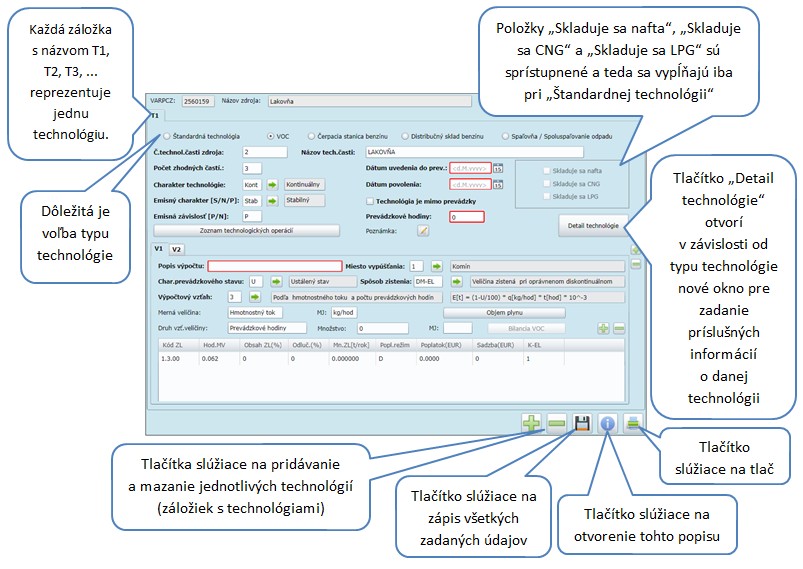 Každá záložka
s názvom T1,
T2, T3, ...
reprezentuje
jednu
technológiu.
Položky „Skladuje sa nafta“, „Skladuje
sa CNG“ a „Skladuje sa LPG“ sú
sprístupnené a teda sa vypĺňajú iba
pri „Štandardnej technológii“
VARPCZ: 2560159 Názov zdroja: Lakovňa
T1
Štandardná technológia VOC Čerpacia stanica benzínu Distribučný sklad benzínu Spaľovňa / Spoluspaľovanie odpadu
Č.technol.časti zdroja: 2 Názov tech.časti: LAKOVŇA
Počet zhodných častí.: 3 Dátum uvedenia do prev.: <d.M.yyyy> 15 Skladuje sa nafta
Charakter technológie: Kont Kontinuálny Dátum povolenia: <d.M.yyyy> 15 Skladuje sa CNG
Emisný charakter [S/N/P]: Stab Stabilný Technológia je mimo prevádzky Skladuje sa LPG
Emisná závislosť [P/N]: P Prevádzkové hodiny: 0
Zoznam technologických operácií Poznámka: Detail technológie
Dôležitá je
voľba typu
technológie
Tlačítko „Detail
technológie“
otvorí
v závislosti od
typu technológie
nové okno pre
zadanie
príslušných
informácií
o danej
technológii
V1 V2
Popis výpočtu: Miesto vypúšťania: 1 Komín
Char.prevádzkového stavu: U Ustálený stav Spôsob zistenia: DM-EL Veličina zistená pri oprávnenom diskontinuálnom
Výpočtový vzťah: 3 Podľa hmotnostného toku a počtu prevádzkových hodín E[t] = (1-U/100) * q[kg/hod] * t[hod] * 10^-3
Merná veličina: Hmotnostný tok MJ: kg/hod Objem plynu
Druh vzť.veličiny: Prevádzkové hodiny Množstvo: 0 MJ: Bilancia VOC
Kód ZL Hod.MV Obsah ZL(%) Odluč.(%) Mn.ZL[t/rok] Popl.režim Poplatok(EUR) Sadzba(EUR) K-EL
1.3.00 0.062 0 0 0.000000 D 0.0000 0 1
Tlačítka slúžiace na pridávanie
a mazanie jednotlivých technológií
(záložiek s technológiami)
Tlačítko slúžiace na
zápis všetkých
zadaných údajov
Tlačítko slúžiace na
otvorenie tohto popisu
Tlačítko
slúžiace na tlač